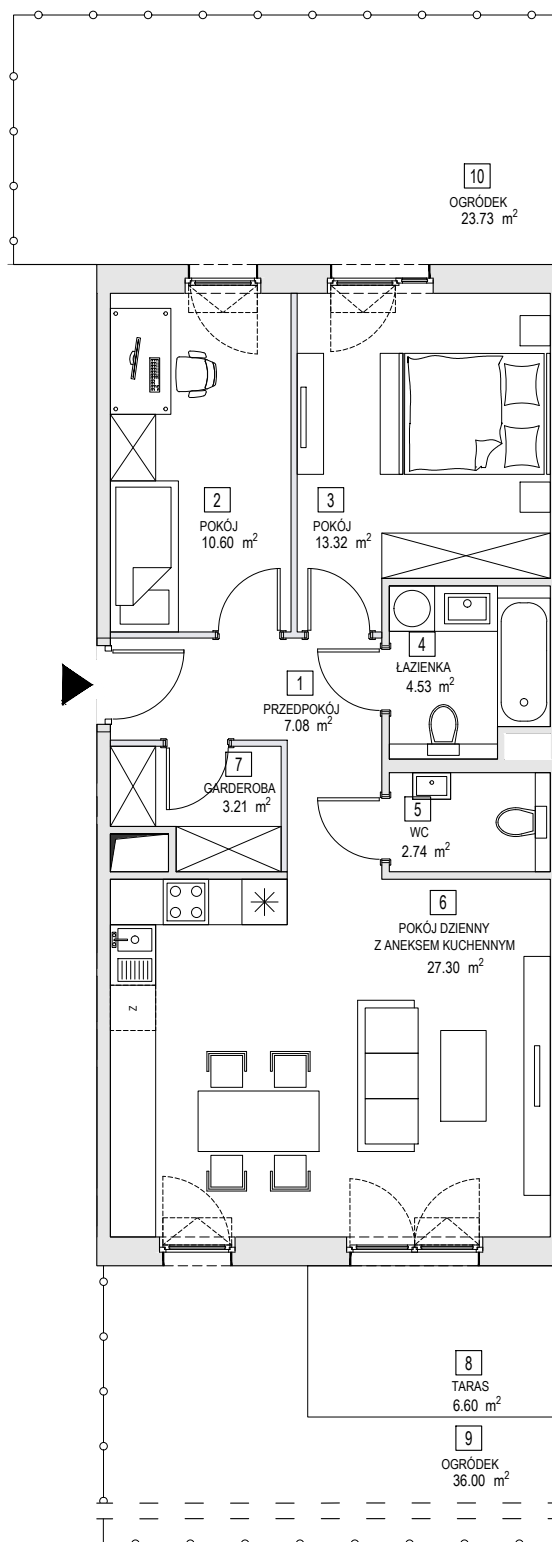 10
OGRÓDEK
23.73 m²
2
POKÓJ
10.60 m²
3
POKÓJ
13.32 m²
4
ŁAZIENKA
4.53 m²
1
PRZEDPOKÓJ
7.08 m²
7
GARDEROBA
3.21 m²
5
WC
2.74 m²
6
POKÓJ DZIENNY
Z ANEKSEM KUCHENNYM
27.30 m²
Z
8
TARAS
6.60 m²
9
OGRÓDEK
36.00 m²